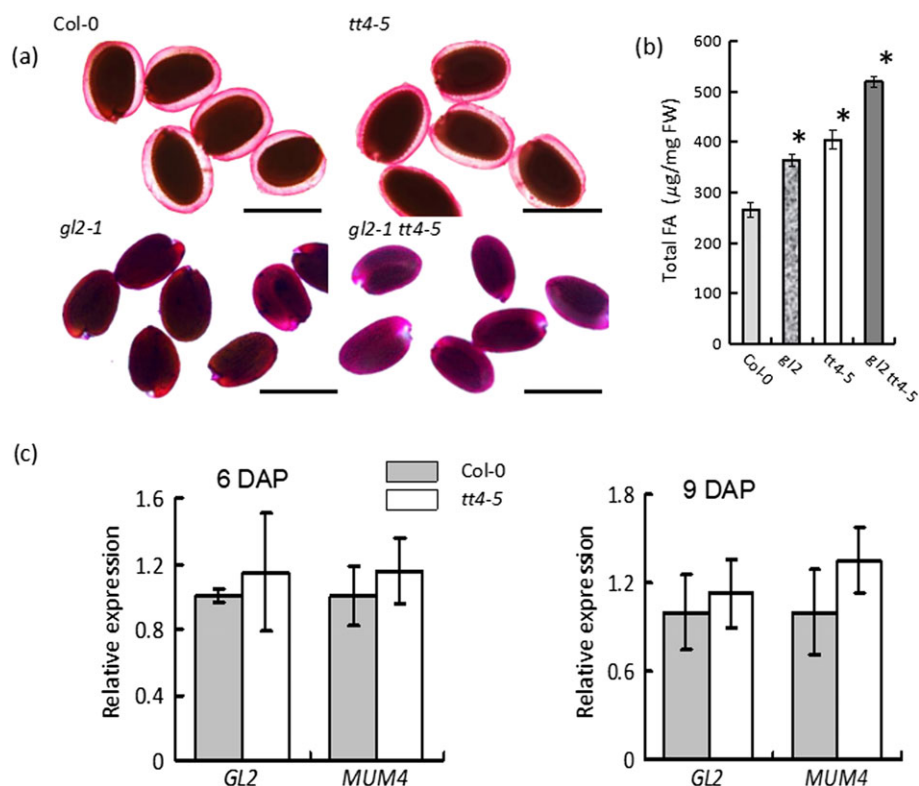 (a)
Col-0
tt4-5
gl2-1
gl2-1 tt4-5
(b)
Total FA (µg/mg FW)
600
500
400
300
200
100
0
*
*
*
Col-0
gl2
tt4-5
gl2 tt4-5
(c)
Col-0
tt4-5
6 DAP
Relative expression
1.6
1.2
0.8
0.4
0
GL2
MUM4
9 DAP
Relative expression
1.8
1.2
0.6
0
GL2
MUM4